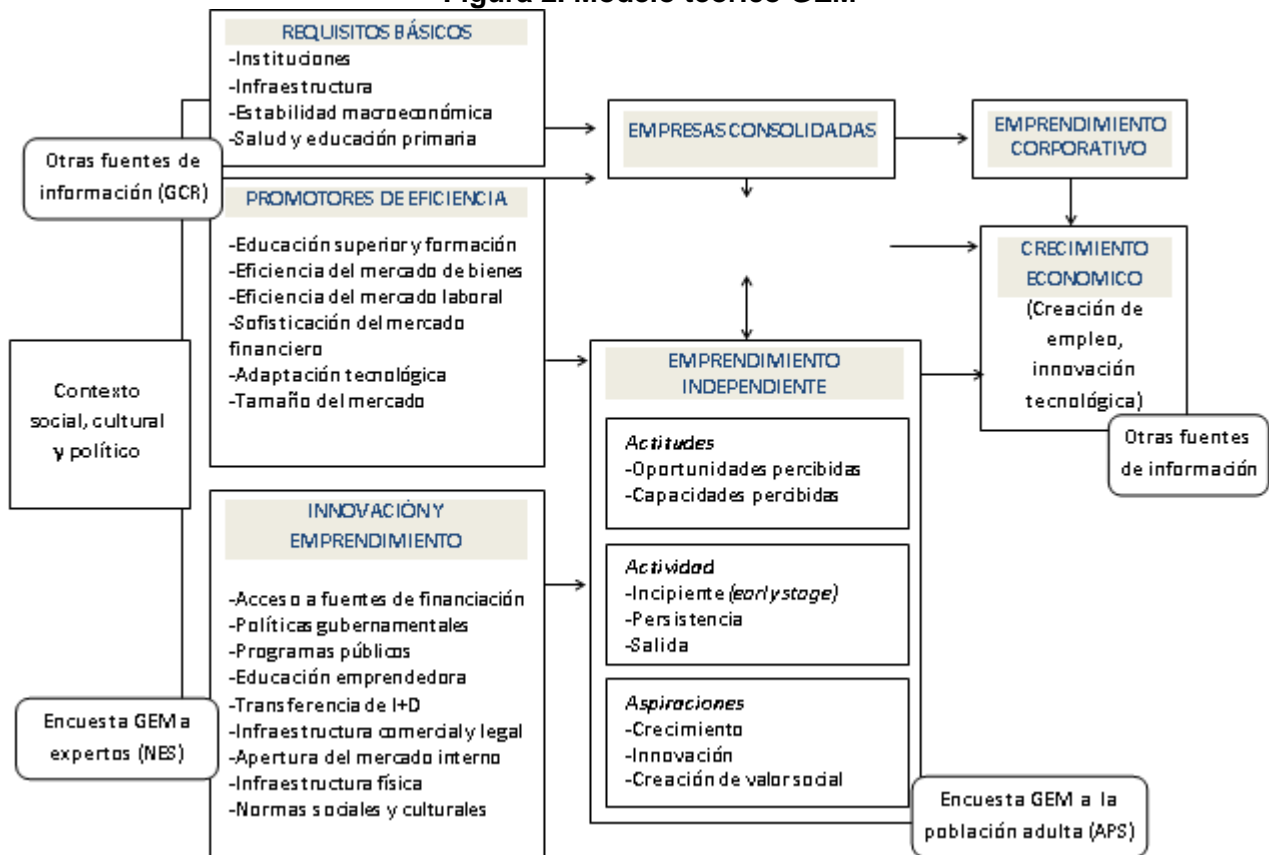 Figura 2. Modelo teórico GEM
REQUISITOS BÁSICOS
-Instituciones
-Infraestructura
-Estabilidad macroeconómica
-Salud y educación primaria
Otras fuentes de
información (GCR)
PROMOTORES DE EFICIENCIA
-Educación superior y formación
-Eficiencia del mercado de bienes
-Eficiencia del mercado laboral
-Sofisticación del mercado
financiero
-Adaptación tecnológica
-Tamaño del mercado
Contexto
social, cultural
y político
INNOVACIÓN Y
EMPRENDIMIENTO
-Acceso a fuentes de financiación
-Políticas gubernamentales
-Programas públicos
-Educación emprendedora
-Transferencia de I+D
-Infraestructura comercial y legal
-Apertura del mercado interno
-Infraestructura física
-Normas sociales y culturales
Encuesta GEM a
expertos (NES)
EMPRESAS CONSOLIDADAS
EMPRENDIMIENTO
CORPORATIVO
CRECIMIENTO
ECONOMICO
(Creación de
empleo,
innovación
tecnológica)
Otras fuentes
de información
EMPRENDIMIENTO
INDEPENDIENTE
Actitudes
-Oportunidades percibidas
-Capacidades percibidas
Actividad
-Incipiente (early stage)
-Persistencia
-Salida
Aspiraciones
-Crecimiento
-Innovación
-Creación de valor social
Encuesta GEM a la
población adulta (APS)